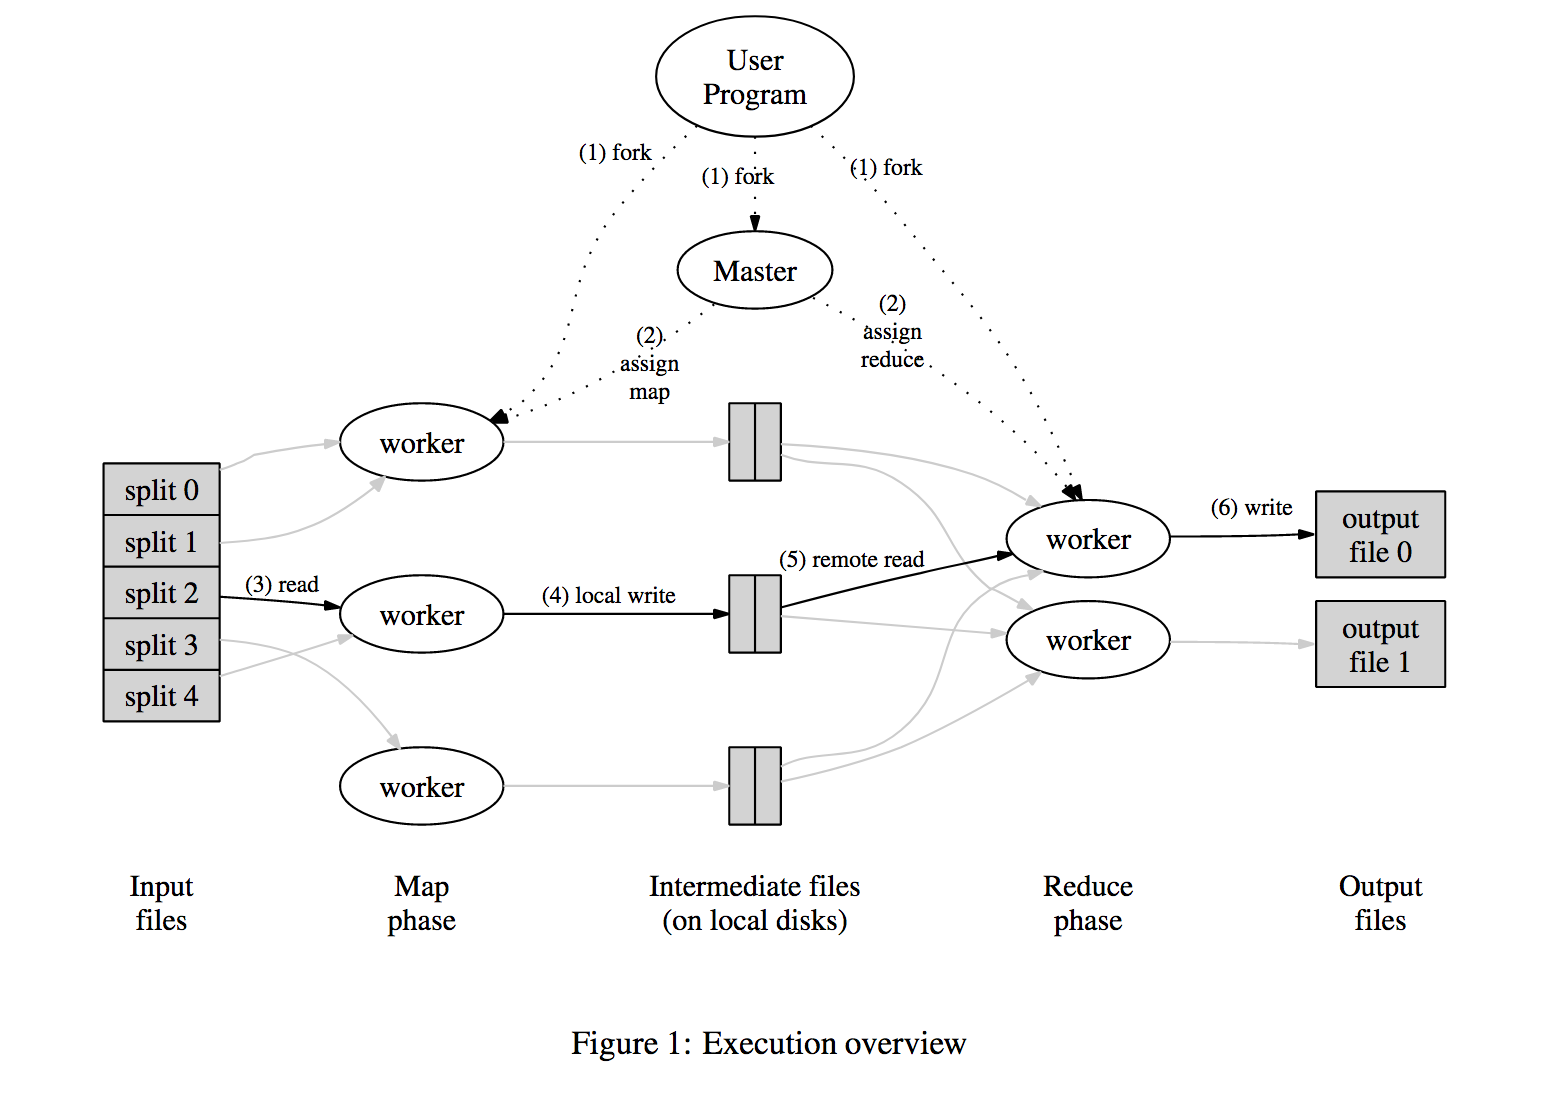 User
Program
(1) fork
(1) fork
(1) fork
Master
(2)
assign
map
(2)
assign
reduce
worker
split 0
split 1
split 2
split 3
split 4
(3) read
worker
(4) local write
(5) remote read
worker
(6) write
output
file 0
worker
output
file 1
worker
Input
files
Map
phase
Intermediate files
(on local disks)
Reduce
phase
Output
files
Figure 1: Execution overview